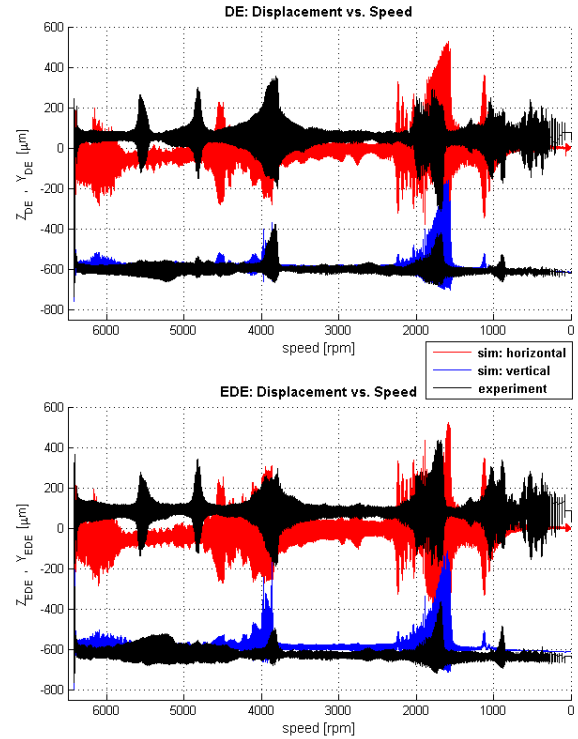 DE: Displacement vs. Speed
600
400
200
0
-200
-400
-600
-800
Z_DE , Y_DE [μm]
6000 5000 4000 3000 2000 1000 0
speed [rpm]
sim: horizontal
sim: vertical
experiment
EDE: Displacement vs. Speed
600
400
200
0
-200
-400
-600
-800
Z_EDE , Y_EDE [μm]
6000 5000 4000 3000 2000 1000 0
speed [rpm]